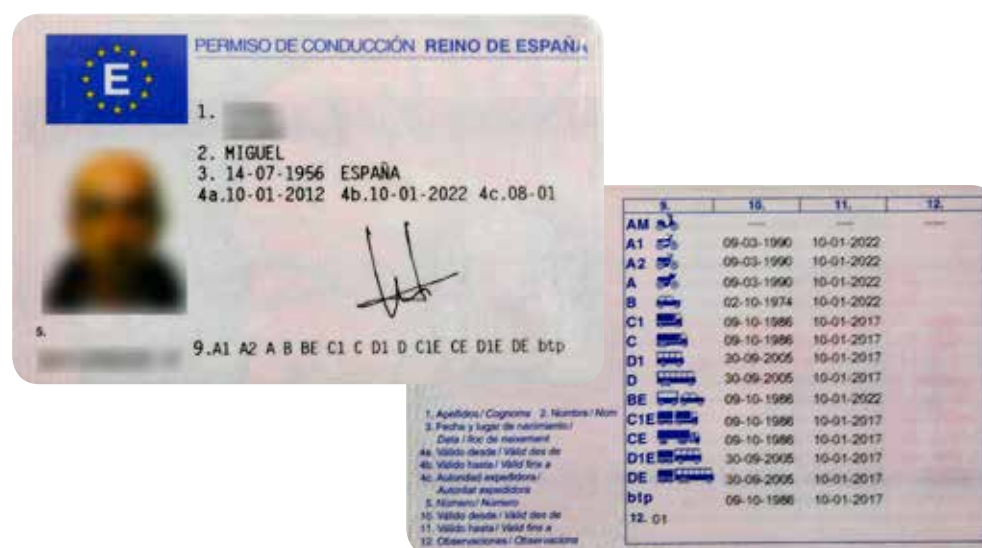 E
PERMISO DE CONDUCCIÓN REINO DE ESPAÑA
1.
2. MIGUEL
3. 14-07-1956 ESPAÑA
4a.10-01-2012 4b.10-01-2022 4c.08-01
5.
9.A1 A2 A B BE C1 C D1 D C1E CE D1E DE btp
9. 10. 11. 12.
AM
A1 09-03-1990 10-01-2022
A2 09-03-1990 10-01-2022
A 09-03-1990 10-01-2022
B 02-10-1974 10-01-2022
C1 09-10-1986 10-01-2017
C 09-10-1986 10-01-2017
D1 30-09-2005 10-01-2017
D 30-09-2005 10-01-2017
BE 09-10-1986 10-01-2022
C1E 09-10-1986 10-01-2017
CE 09-10-1986 10-01-2017
D1E 30-09-2005 10-01-2017
DE 30-09-2005 10-01-2017
btp 09-10-1986 10-01-2017
12. 01
1. Apellidos / Cognoms 2. Nombre / Nom
3. Fecha y lugar de nacimiento /
Data i lloc de naixement
4a. Válido desde / Vàlid des de
4b. Válido hasta / Vàlid fins a
4c. Autoridad expedidora /
Autoritat expedidora
5. Número / Número
10. Válido desde / Vàlid des de
11. Válido hasta / Vàlid fins a
12. Observaciones / Observacions